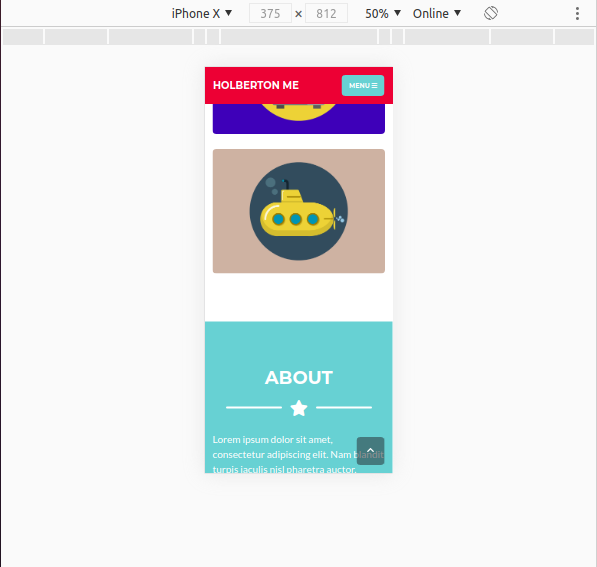 iPhone X 375 × 812 50% Online
HOLBERTON ME MENU
ABOUT
Lorem ipsum dolor sit amet,
consectetur adipiscing elit. Nam blandit
turpis iaculis nisl pharetra auctor.